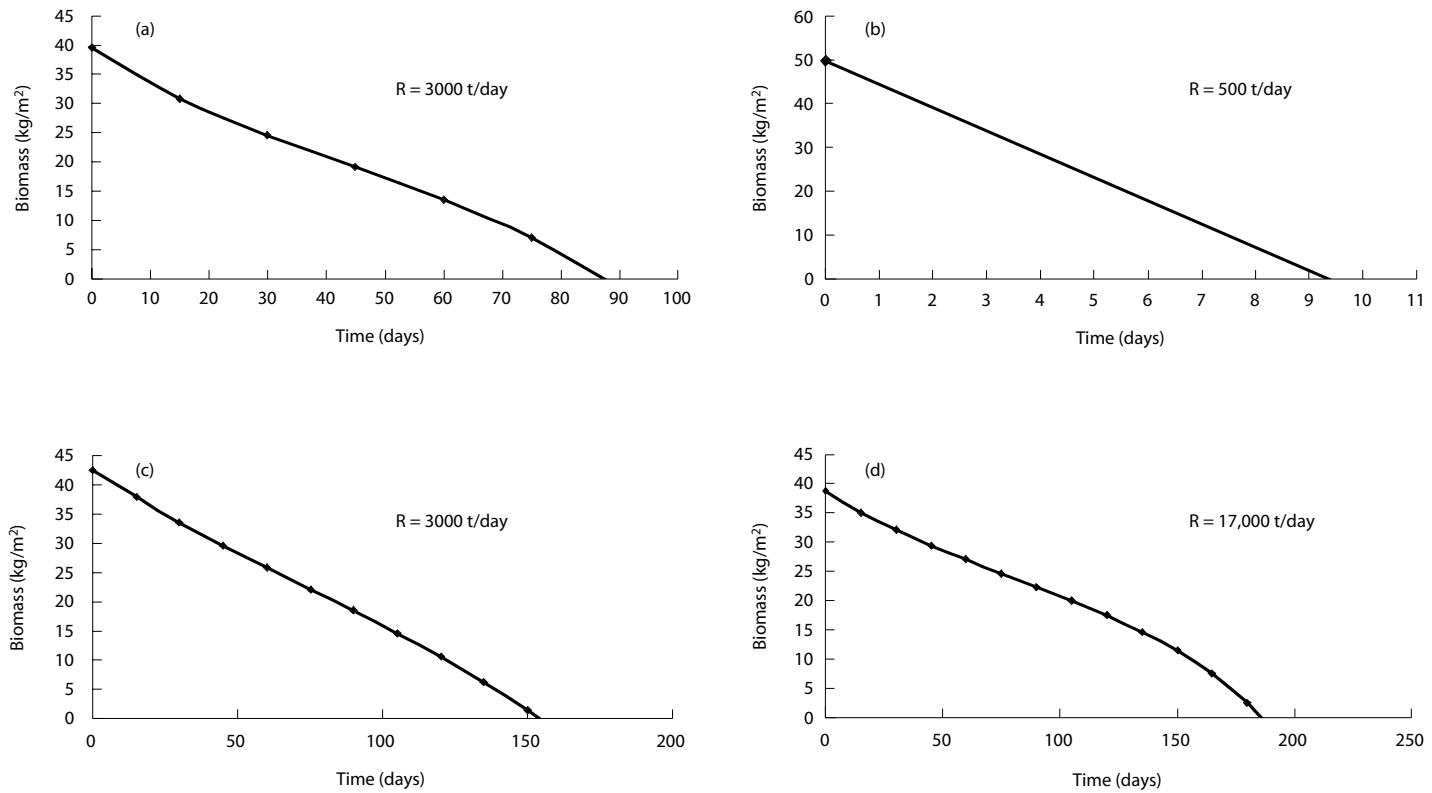 (a)
R = 3000 t/day
Biomass (kg/m²)
45
40
35
30
25
20
15
10
5
0
0 10 20 30 40 50 60 70 80 90 100
Time (days)
(b)
R = 500 t/day
Biomass (kg/m²)
60
50
40
30
20
10
0
0 1 2 3 4 5 6 7 8 9 10 11
Time (days)
(c)
R = 3000 t/day
Biomass (kg/m²)
45
40
35
30
25
20
15
10
5
0
0 50 100 150 200
Time (days)
(d)
R = 17,000 t/day
Biomass (kg/m²)
45
40
35
30
25
20
15
10
5
0
0 50 100 150 200 250
Time (days)